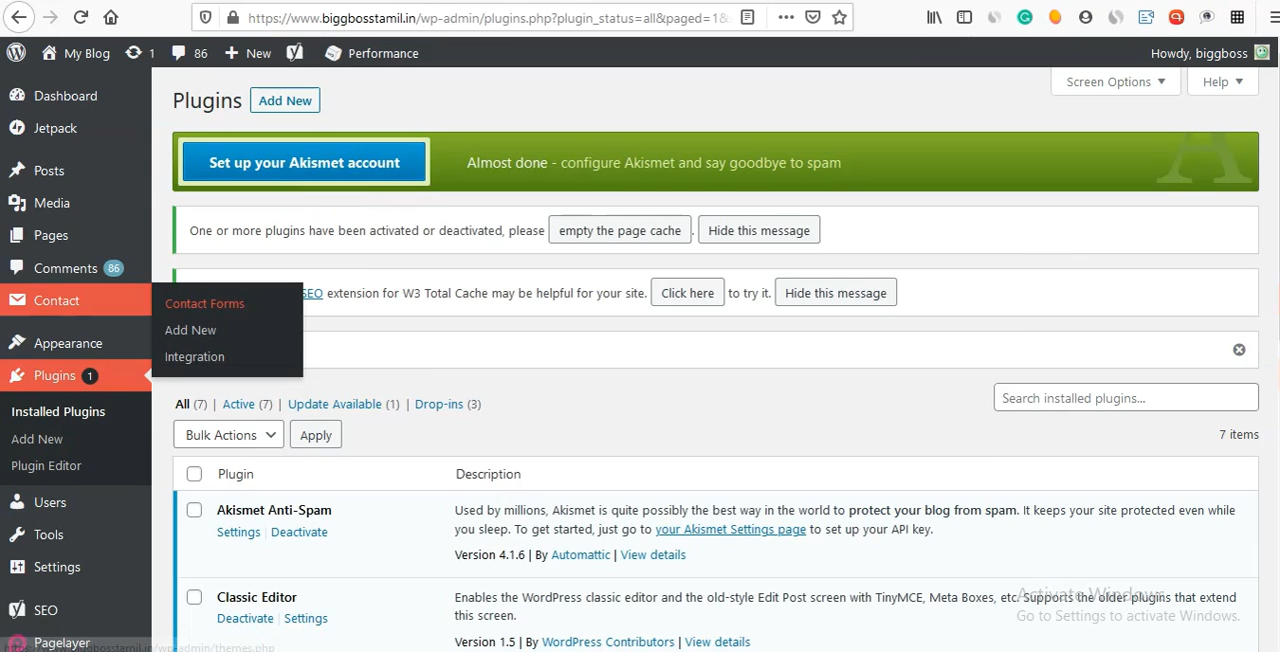 https://www.biggbosstamil.in/wp-admin/plugins.php?plugin_status=all&paged=1&
My Blog 1 86 New Performance Howdy, biggboss
Screen Options Help
Dashboard
Jetpack
Posts
Media
Pages
Comments 86
Contact
Contact Forms
Add New
Integration
Appearance
Plugins 1
Installed Plugins
Add New
Plugin Editor
Users
Tools
Settings
SEO
Pagelayer
Plugins Add New
Set up your Akismet account Almost done - configure Akismet and say goodbye to spam
One or more plugins have been activated or deactivated, please empty the page cache . Hide this message
SEO extension for W3 Total Cache may be helpful for your site. Click here to try it. Hide this message
All (7) | Active (7) | Update Available (1) | Drop-ins (3)
Search installed plugins...
Bulk Actions Apply
7 items
Plugin Description
Akismet Anti-Spam
Settings | Deactivate
Used by millions, Akismet is quite possibly the best way in the world to protect your blog from spam. It keeps your site protected even while
you sleep. To get started, just go to your Akismet Settings page to set up your API key.
Version 4.1.6 | By Automattic | View details
Classic Editor
Deactivate | Settings
Enables the WordPress classic editor and the old-style Edit Post screen with TinyMCE, Meta Boxes, etc. Supports the older plugins that extend
this screen.
Version 1.5 | By WordPress Contributors | View details
Activate Windows
Go to Settings to activate Windows.
https://www.biggbosstamil.in/wp-admin/themes.php